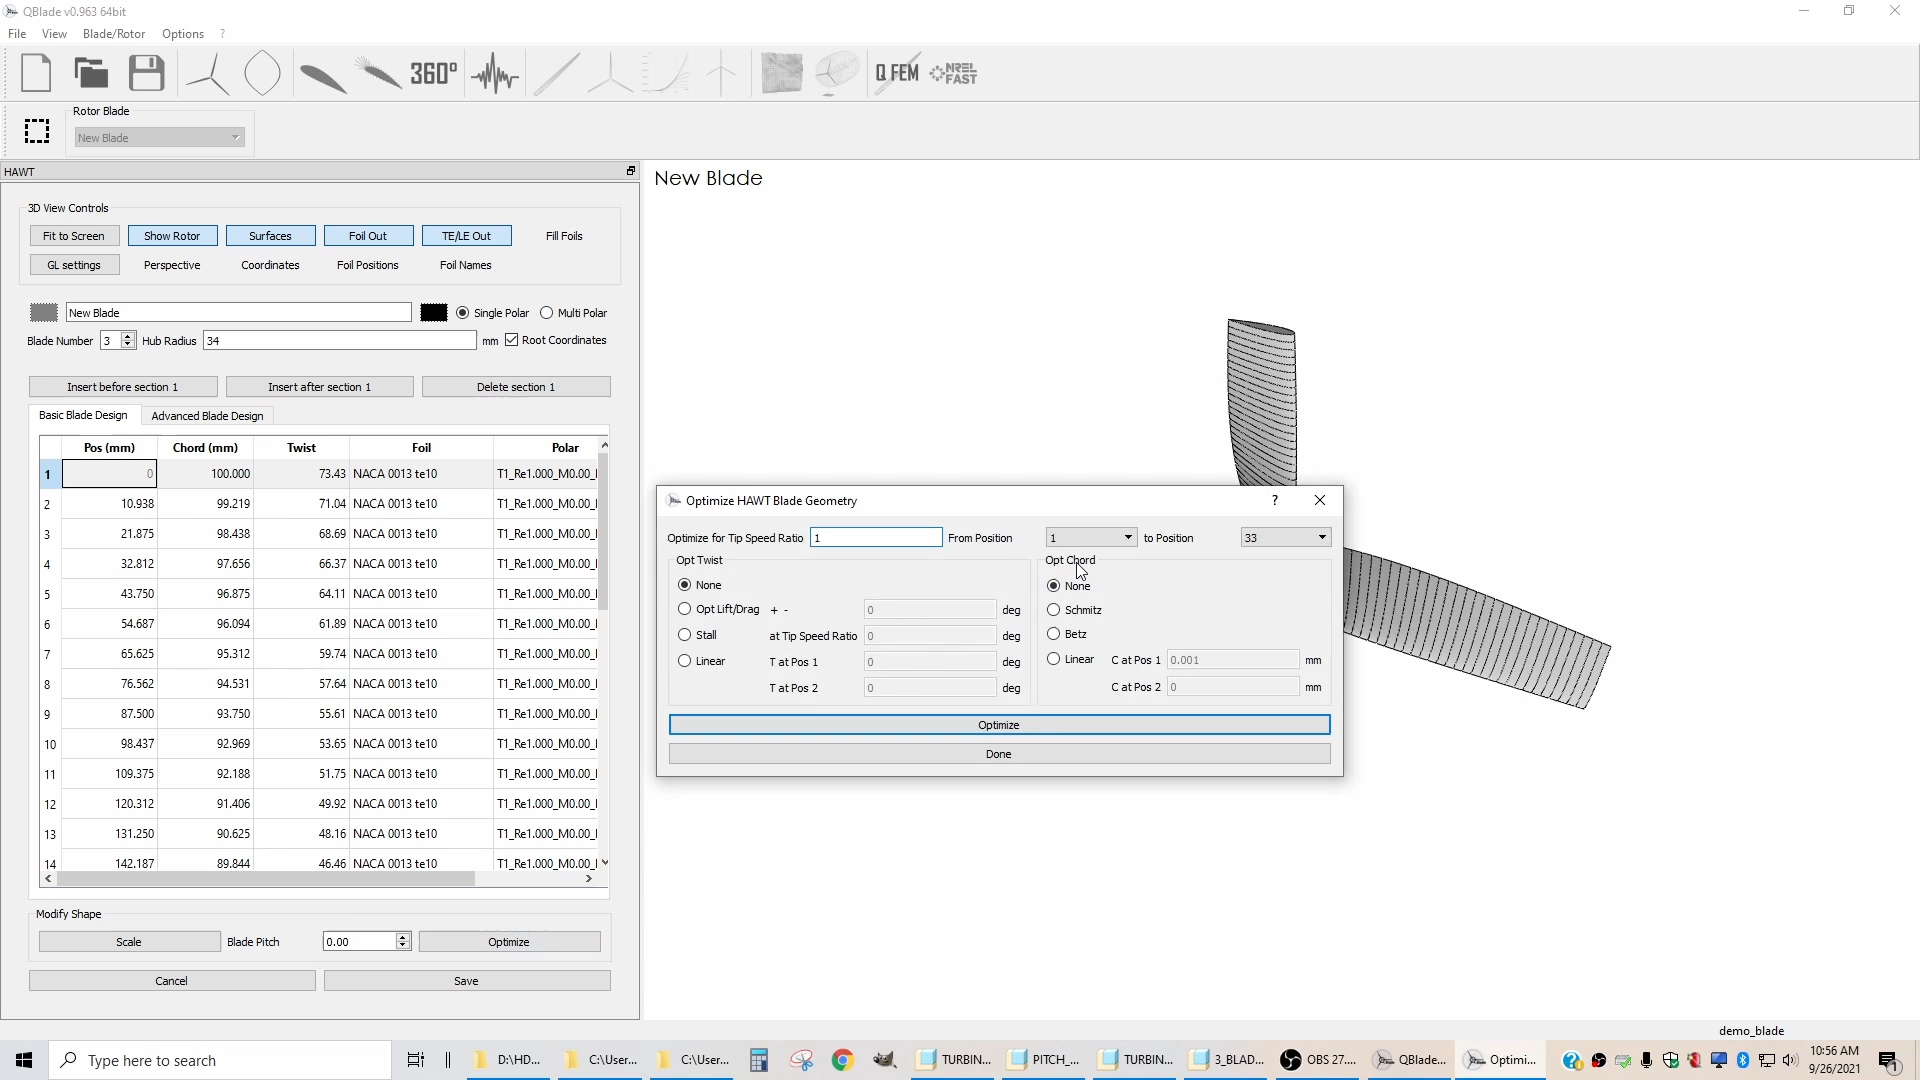 QBlade v0.963 64bit
File View Blade/Rotor Options ?
360° Q FEM NREL FAST
Rotor Blade
New Blade
HAWT
New Blade
3D View Controls
Fit to Screen Show Rotor Surfaces Foil Out TE/LE Out Fill Foils
GL settings Perspective Coordinates Foil Positions Foil Names
New Blade Single Polar Multi Polar
Blade Number 3 Hub Radius 34 mm Root Coordinates
Insert before section 1 Insert after section 1 Delete section 1
Basic Blade Design Advanced Blade Design
Pos (mm) Chord (mm) Twist Foil Polar
1 0 100.000 73.43 NACA 0013 te10 T1_Re1.000_M0.00_
2 10.938 99.219 71.04 NACA 0013 te10 T1_Re1.000_M0.00_
3 21.875 98.438 68.69 NACA 0013 te10 T1_Re1.000_M0.00_
4 32.812 97.656 66.37 NACA 0013 te10 T1_Re1.000_M0.00_
5 43.750 96.875 64.11 NACA 0013 te10 T1_Re1.000_M0.00_
6 54.687 96.094 61.89 NACA 0013 te10 T1_Re1.000_M0.00_
7 65.625 95.312 59.74 NACA 0013 te10 T1_Re1.000_M0.00_
8 76.562 94.531 57.64 NACA 0013 te10 T1_Re1.000_M0.00_
9 87.500 93.750 55.61 NACA 0013 te10 T1_Re1.000_M0.00_
10 98.437 92.969 53.65 NACA 0013 te10 T1_Re1.000_M0.00_
11 109.375 92.188 51.75 NACA 0013 te10 T1_Re1.000_M0.00_
12 120.312 91.406 49.92 NACA 0013 te10 T1_Re1.000_M0.00_
13 131.250 90.625 48.16 NACA 0013 te10 T1_Re1.000_M0.00_
14 142.187 89.844 46.46 NACA 0013 te10 T1_Re1.000_M0.00_
Modify Shape
Scale Blade Pitch 0.00 Optimize
Cancel Save
Optimize HAWT Blade Geometry ?
Optimize for Tip Speed Ratio 1 From Position 1 to Position 33
Opt Twist Opt Chord
None None
Opt Lift/Drag + - 0 deg Schmitz
Stall at Tip Speed Ratio 0 deg Betz
Linear T at Pos 1 0 deg Linear C at Pos 1 0.001 mm
T at Pos 2 0 deg C at Pos 2 0 mm
Optimize
Done
demo_blade
Type here to search D:\HD... C:\User... C:\User... TURBIN... PITCH_... TURBIN... 3_BLAD... OBS 27.... QBlade... Optimi... 10:56 AM
9/26/2021 1